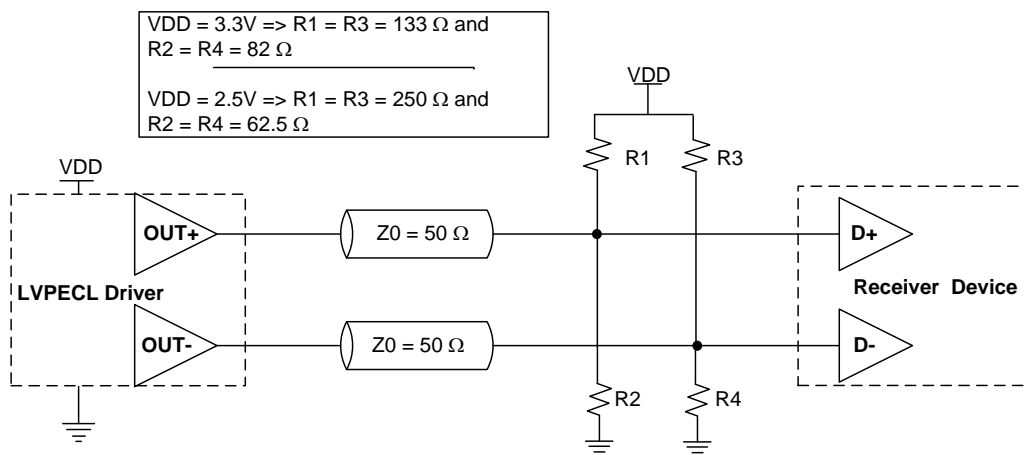 VDD = 3.3V => R1 = R3 = 133 Ω and
R2 = R4 = 82 Ω
VDD = 2.5V => R1 = R3 = 250 Ω and
R2 = R4 = 62.5 Ω
VDD
VDD
R1
R3
OUT+
Z0 = 50 Ω
D+
LVPECL Driver
Receiver Device
OUT-
Z0 = 50 Ω
D-
R2
R4